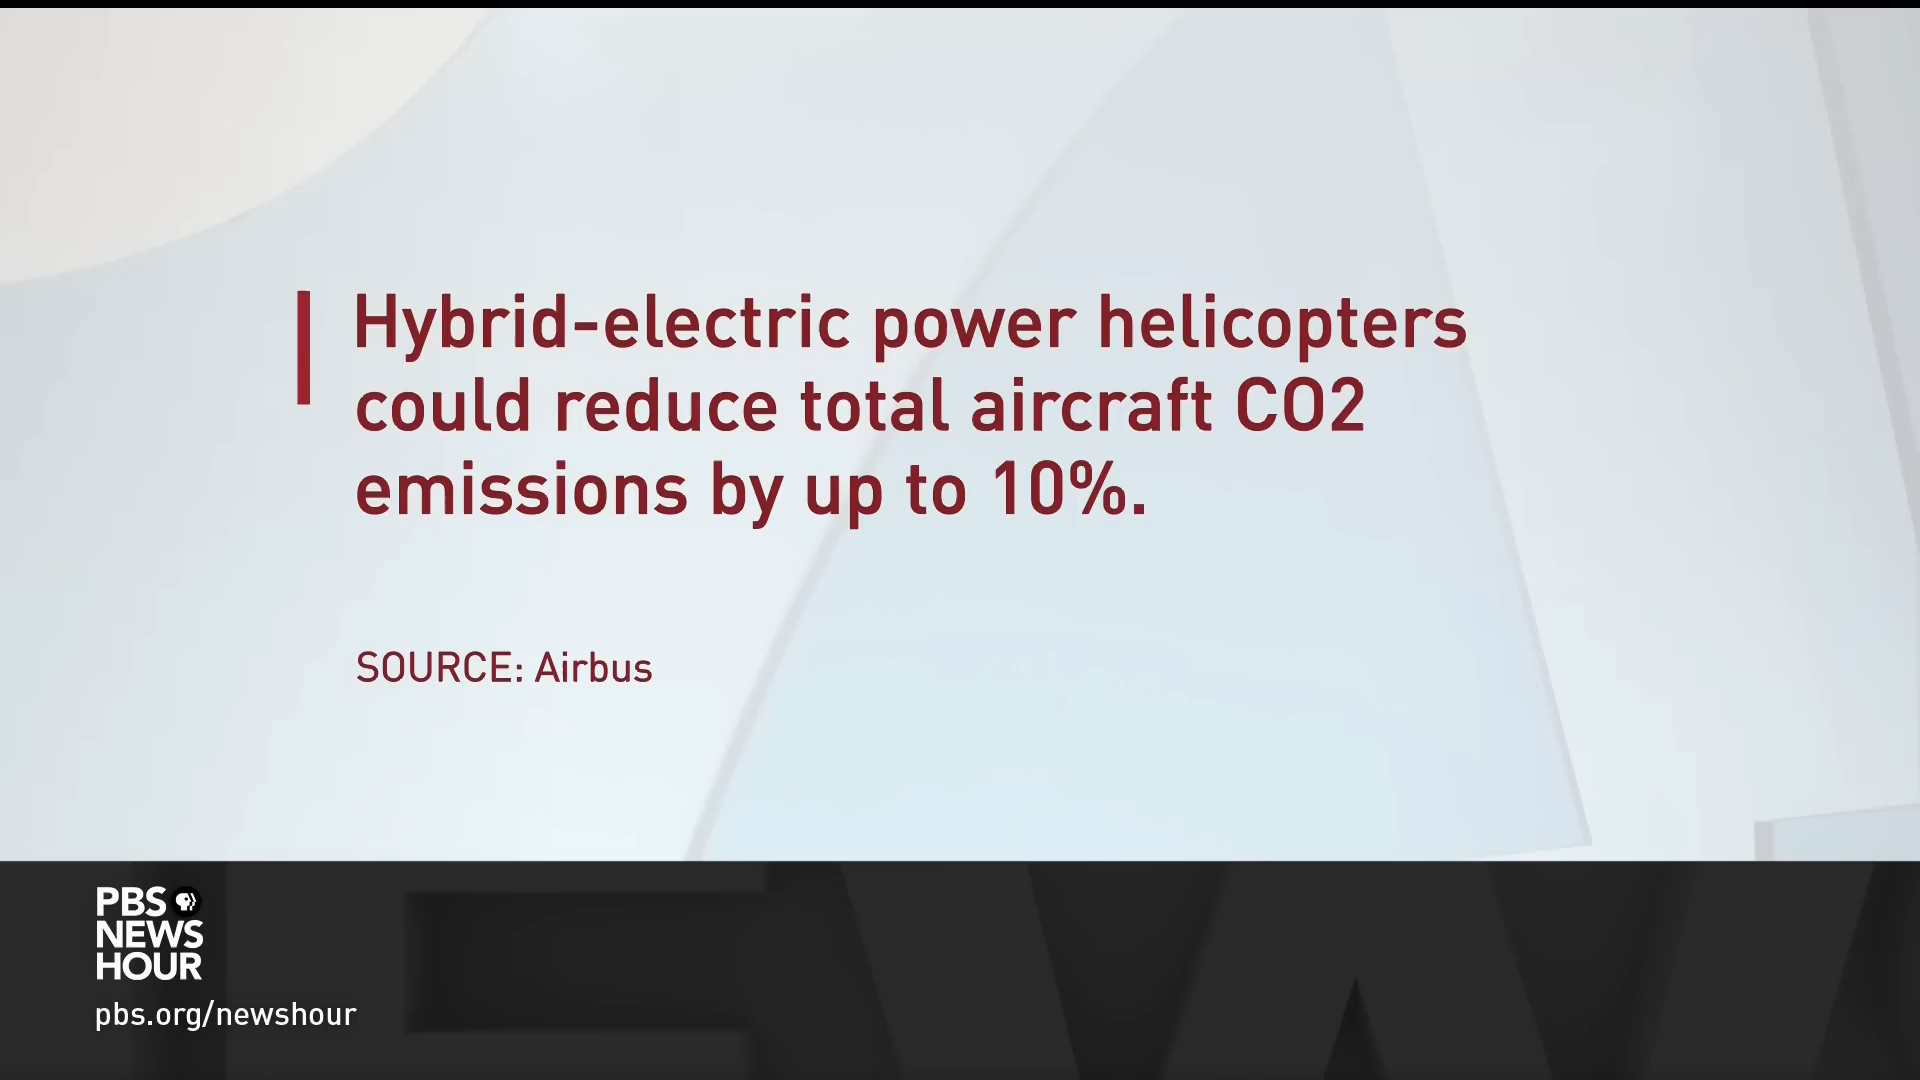 Hybrid-electric power helicopters
could reduce total aircraft CO2
emissions by up to 10%.
SOURCE: Airbus
PBS
NEWS
HOUR
pbs.org/newshour